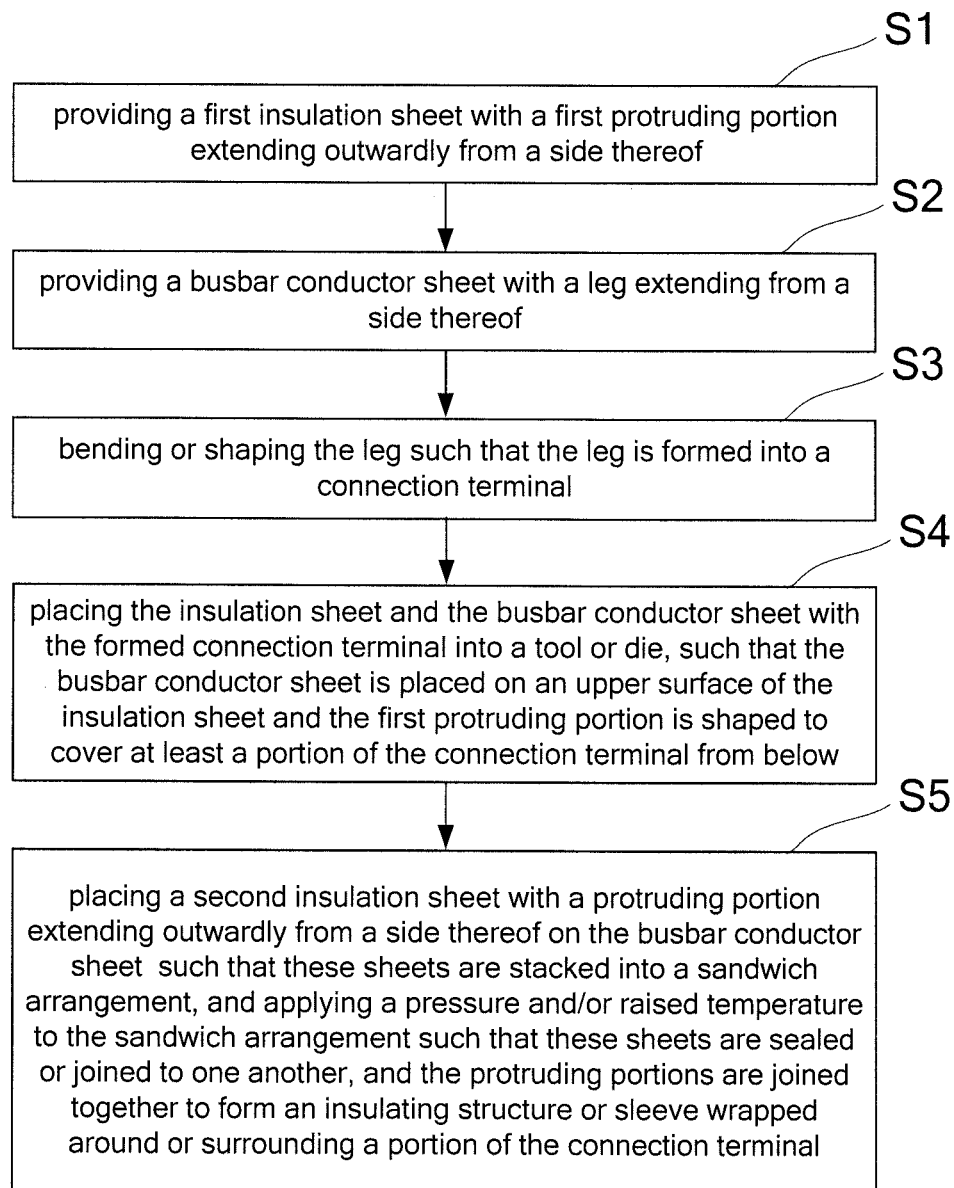 S1
providing a first insulation sheet with a first protruding portion
extending outwardly from a side thereof
S2
providing a busbar conductor sheet with a leg extending from a
side thereof
S3
bending or shaping the leg such that the leg is formed into a
connection terminal
S4
placing the insulation sheet and the busbar conductor sheet with
the formed connection terminal into a tool or die, such that the
busbar conductor sheet is placed on an upper surface of the
insulation sheet and the first protruding portion is shaped to
cover at least a portion of the connection terminal from below
S5
placing a second insulation sheet with a protruding portion
extending outwardly from a side thereof on the busbar conductor
sheet such that these sheets are stacked into a sandwich
arrangement, and applying a pressure and/or raised temperature
to the sandwich arrangement such that these sheets are sealed
or joined to one another, and the protruding portions are joined
together to form an insulating structure or sleeve wrapped
around or surrounding a portion of the connection terminal